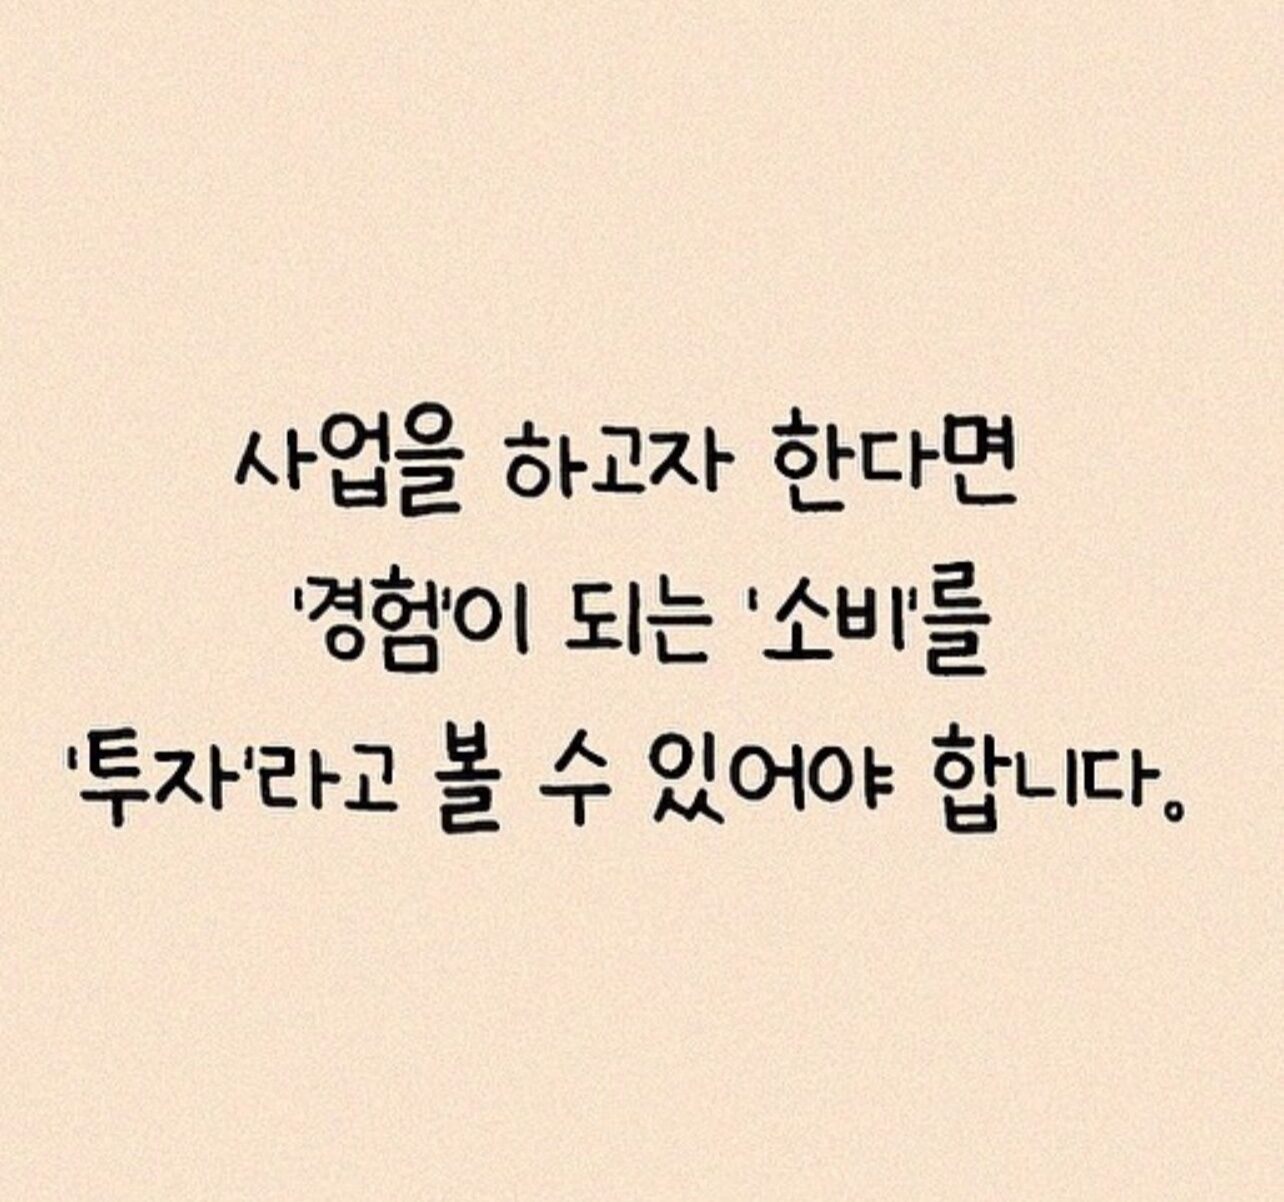 사업을 하고자 한다면
'경험'이 되는 '소비'를
'투자'라고 볼 수 있어야 합니다.